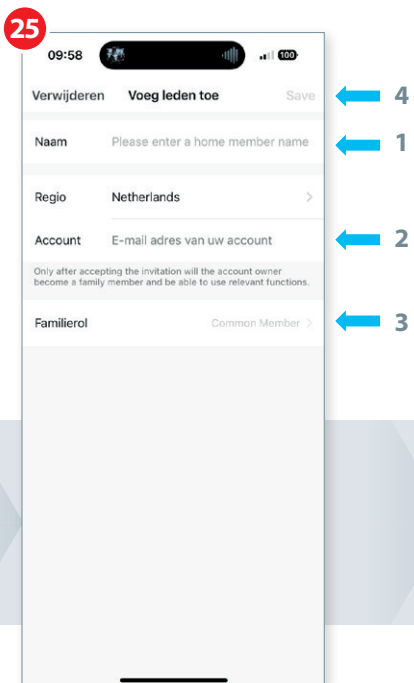 25
09:58 100
Verwijderen Voeg leden toe Save 4
Naam Please enter a home member name 1
Regio Netherlands
Account E-mail adres van uw account 2
Only after accepting the invitation will the account owner
become a family member and be able to use relevant functions.
Familierol Common Member 3